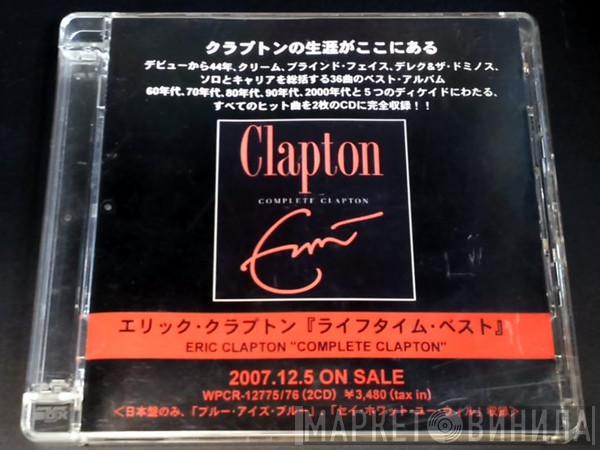 クラプトンの生涯がここにある
デビューから44年、クリーム、ブラインド・フェイス、デレク&ザ・ドミノス、
ソロとキャリアを総括する36曲のベスト・アルバム
60年代、70年代、80年代、90年代、2000年代と5つのディケイドにわたる、
すべてのヒット曲を2枚のCDに完全収録!!
Clapton
COMPLETE CLAPTON
Eric
エリック・クラプトン『ライフタイム・ベスト』
ERIC CLAPTON "COMPLETE CLAPTON"
2007.12.5 ON SALE
WPCR-12775/76 (2CD) ¥3,480 (tax in)
<日本盤のみ、「ブルー・アイズ・ブルー」、「セイ・ホワット・ユー・ウィル」収録>
МАРКЕТ ВИНИЛА